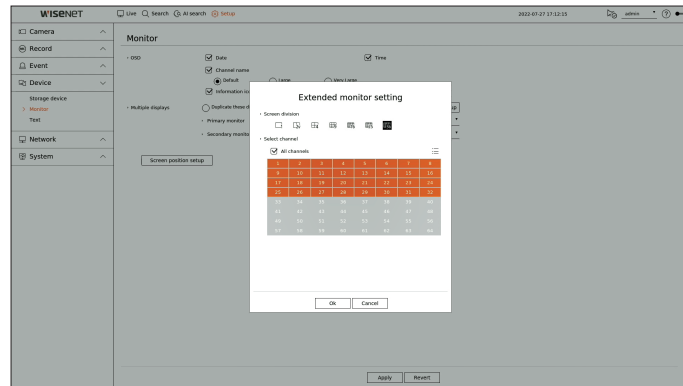 WISENET
Live Search AI search Setup
2022-07-27 17:12:15
admin
Camera
Record
Event
Device
Storage device
Monitor
Text
Network
System
Monitor
OSD
Date
Time
Channel name
Default
Large
Very Large
Information ico
Multiple displays
Duplicate these d
Primary monito
Secondary monito
Screen position setup
Extended monitor setting
Screen division
Select channel
All channels
1 2 3 4 5 6 7 8
9 10 11 12 13 14 15 16
17 18 19 20 21 22 23 24
25 26 27 28 29 30 31 32
33 34 35 36 37 38 39 40
41 42 43 44 45 46 47 48
49 50 51 52 53 54 55 56
57 58 59 60 61 62 63 64
Ok Cancel
Apply Revert